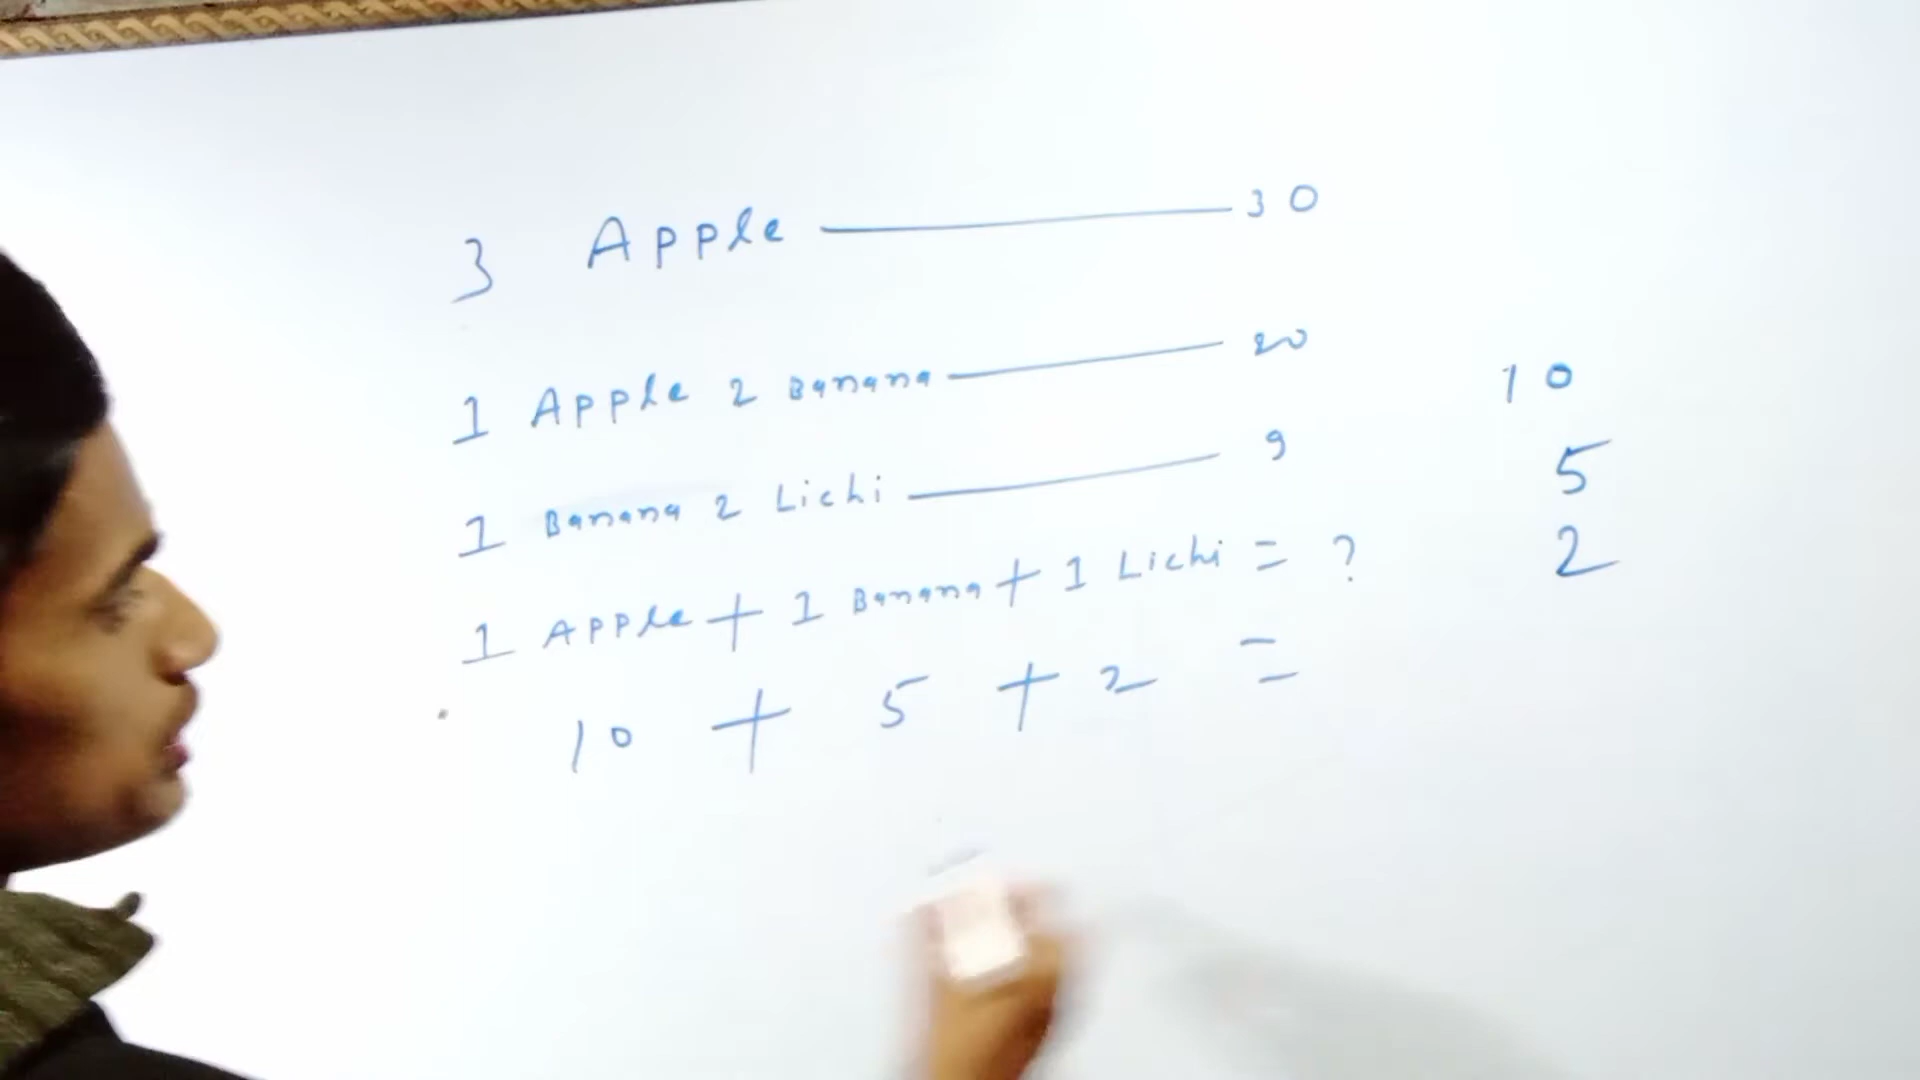 3 Apple 30
1 Apple 2 Banana 20
1 Banana 2 Lichi 9
1 Apple + 1 Banana + 1 Lichi = ?
10 + 5 + 2 =
10
5
2